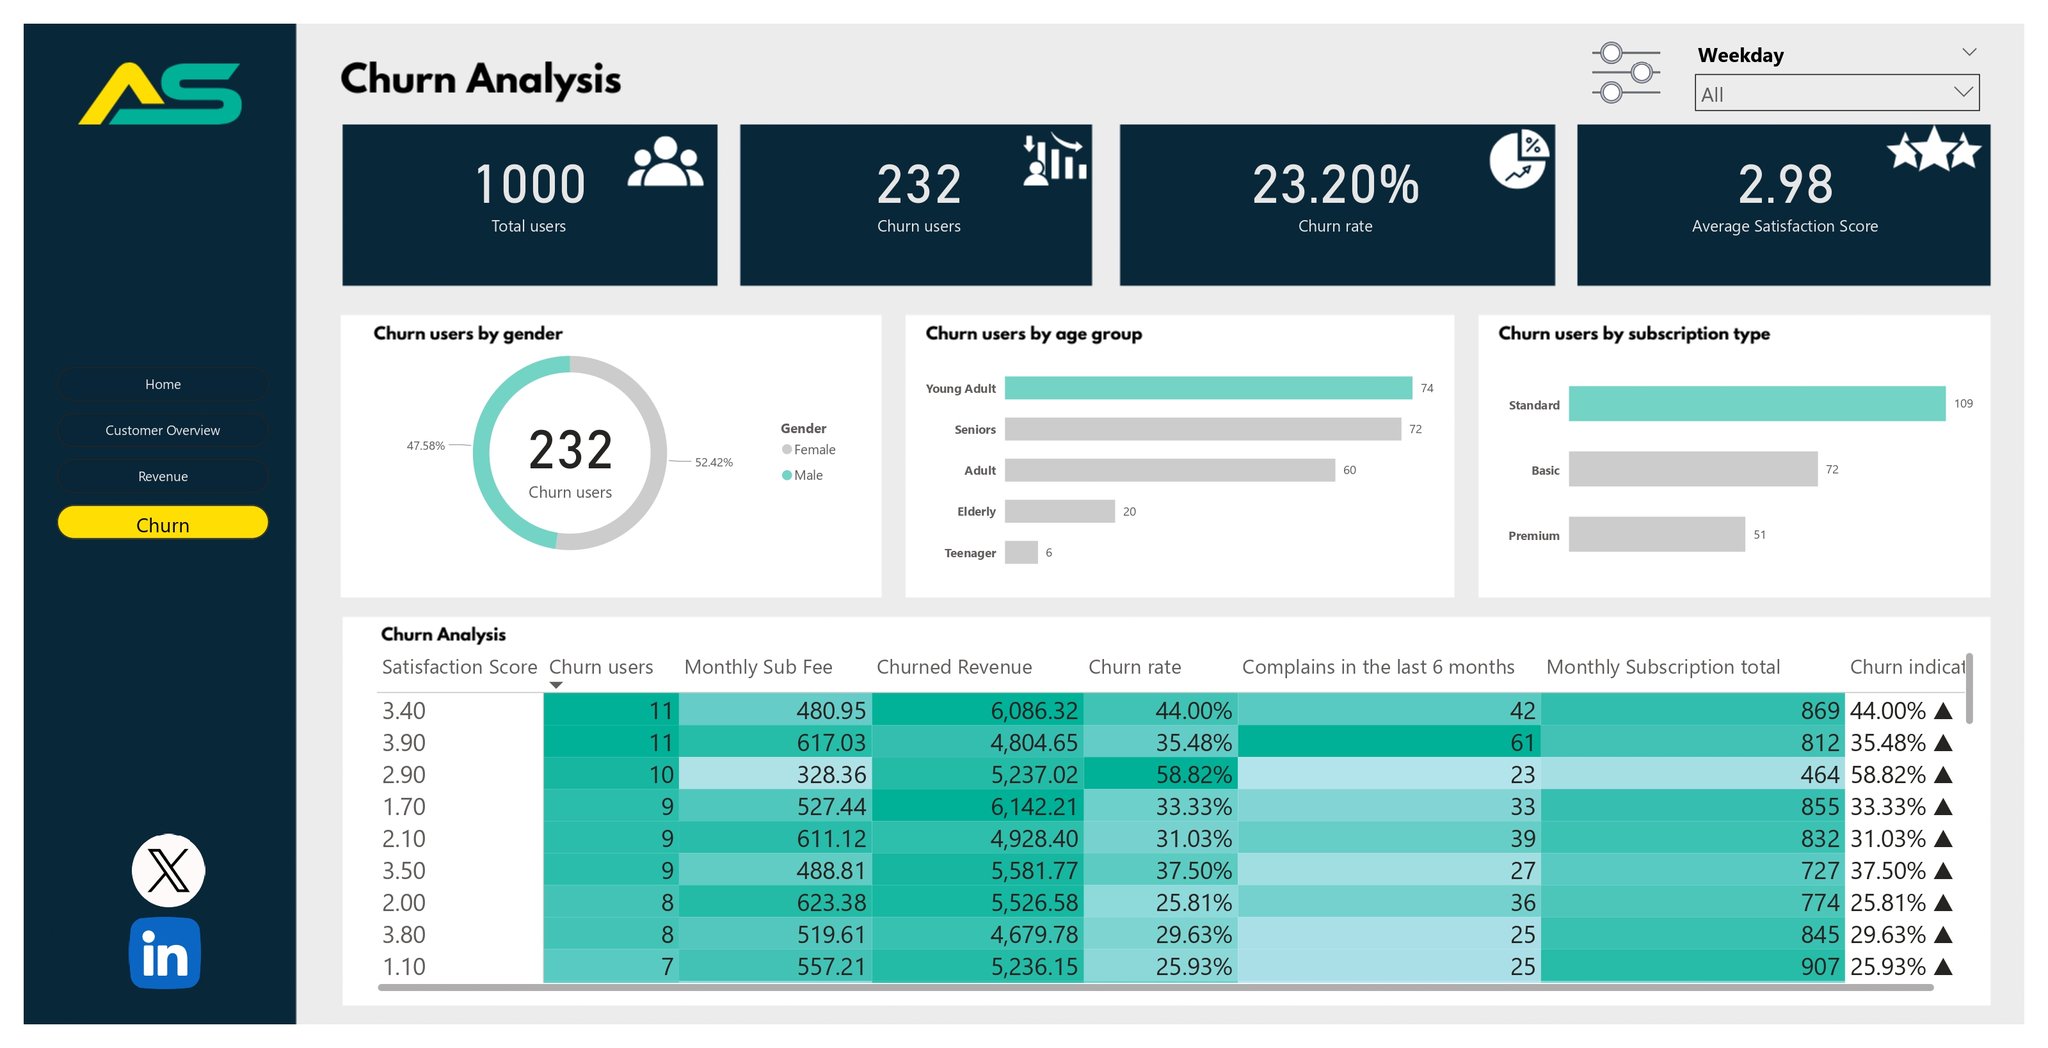 AS
Churn Analysis
Weekday
All
1000
Total users
232
Churn users
%
23.20%
Churn rate
2.98
Average Satisfaction Score
Home
Customer Overview
Revenue
Churn
Churn users by gender
47.58%
232
Churn users
52.42%
Gender
Female
Male
Churn users by age group
Young Adult 74
Seniors 72
Adult 60
Elderly 20
Teenager 6
Churn users by subscription type
Standard 109
Basic 72
Premium 51
Churn Analysis
Satisfaction Score Churn users Monthly Sub Fee Churned Revenue Churn rate Complains in the last 6 months Monthly Subscription total Churn indicat
3.40 11 480.95 6,086.32 44.00% 42 869 44.00% ▲
3.90 11 617.03 4,804.65 35.48% 61 812 35.48% ▲
2.90 10 328.36 5,237.02 58.82% 23 464 58.82% ▲
1.70 9 527.44 6,142.21 33.33% 33 855 33.33% ▲
2.10 9 611.12 4,928.40 31.03% 39 832 31.03% ▲
3.50 9 488.81 5,581.77 37.50% 27 727 37.50% ▲
2.00 8 623.38 5,526.58 25.81% 36 774 25.81% ▲
3.80 8 519.61 4,679.78 29.63% 25 845 29.63% ▲
1.10 7 557.21 5,236.15 25.93% 25 907 25.93% ▲
X
in